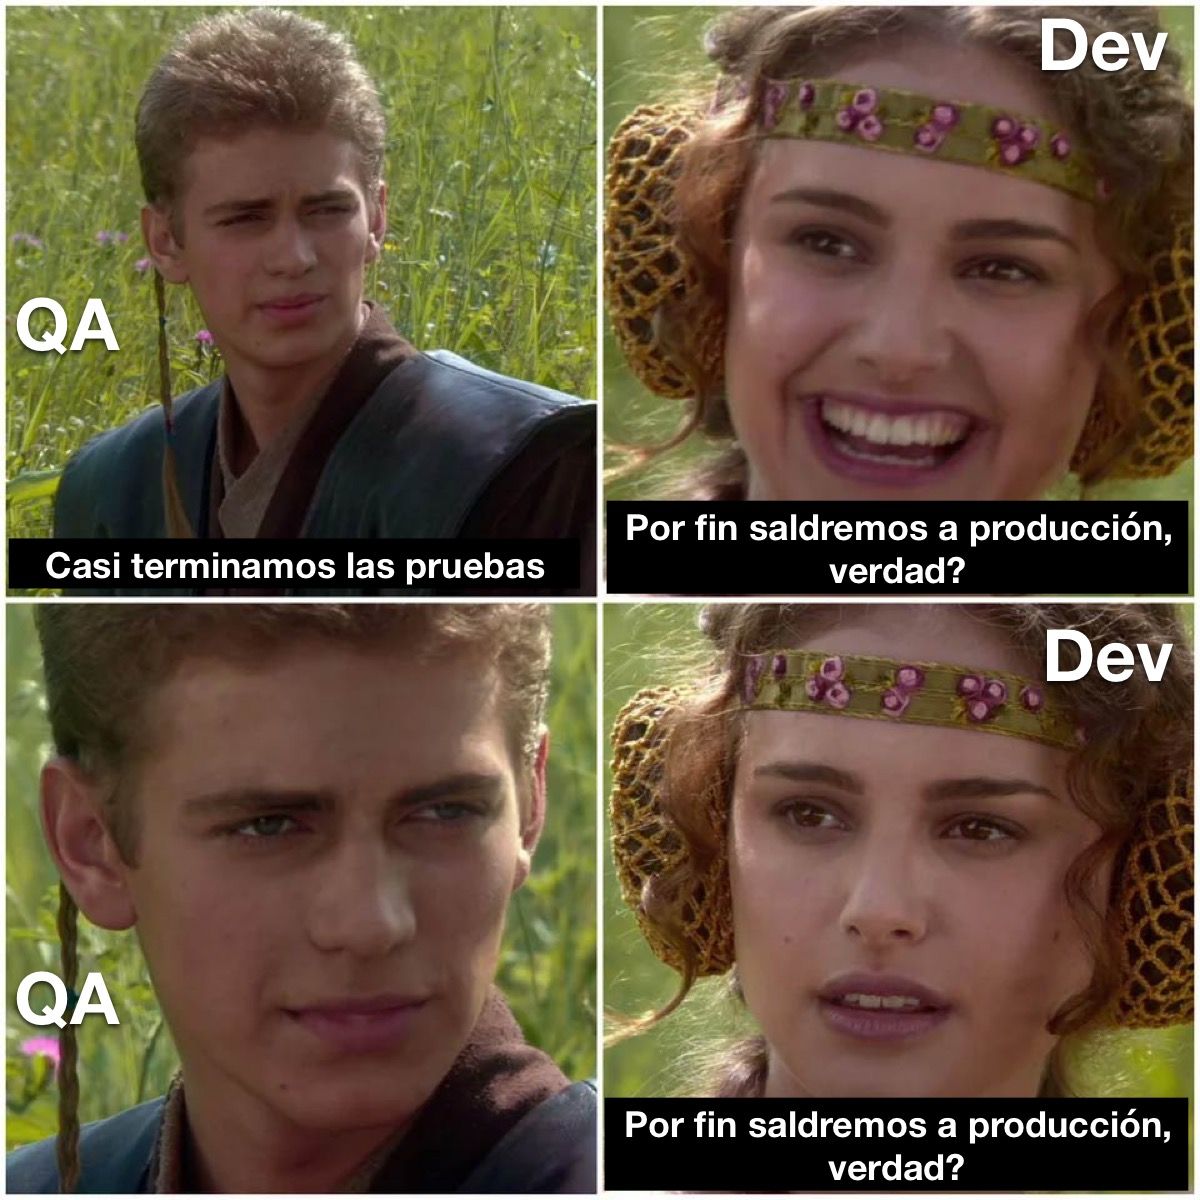 QA
Casi terminamos las pruebas
Dev
Por fin saldremos a producción,
verdad?
QA
Dev
Por fin saldremos a producción,
verdad?